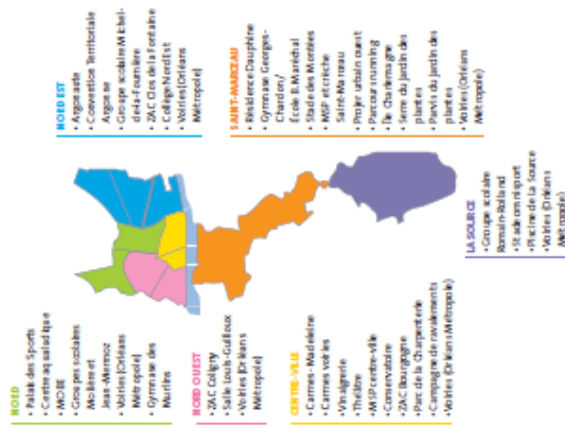 NORD
• Palais des Sports
• Centre aqualudique
• MOBE
• Groupes scolaires
Molière et
Jean-Mermoz
• Voiries (Orléans
Métropole)
• Gymnase des
Murlins
NORD OUEST
• ZAC Coligny
• Salle Louis-Guilloux
• Voiries (Orléans
Métropole)
CENTRE-VILLE
• Carmes - Madeleine
• Carmes voiries
• Vinaigrerie
• Théâtre
• MSP centre-ville
• Conservatoire
• ZAC Bourgogne
• Parc de la Charpenterie
• Campagne de ravalements
• Voiries (Orléans Métropole)
NORD EST
• Argonaute
• Convention Territoriale
Argonne
• Groupe scolaire Michel-
de-la-Fournière
• ZAC Clos de la Fontaine
• Collège Nord Est
• Voiries (Orléans
Métropole)
SAINT-MARCEAU
• Résidence Dauphine
• Gymnase Georges-
Chardon /
École B. Maréchal
• Stade des Montées
• MSP et crèche
Saint-Marceau
• Projet urbain ouest
• Parcours running
• Île Charlemagne
• Serre du jardin des
plantes
• Parvis du jardin des
plantes
• Voiries (Orléans
Métropole)
LA SOURCE
• Groupe scolaire
Romain-Rolland
• Stade omnisport
• Piscine de La Source
• Voiries (Orléans
Métropole)